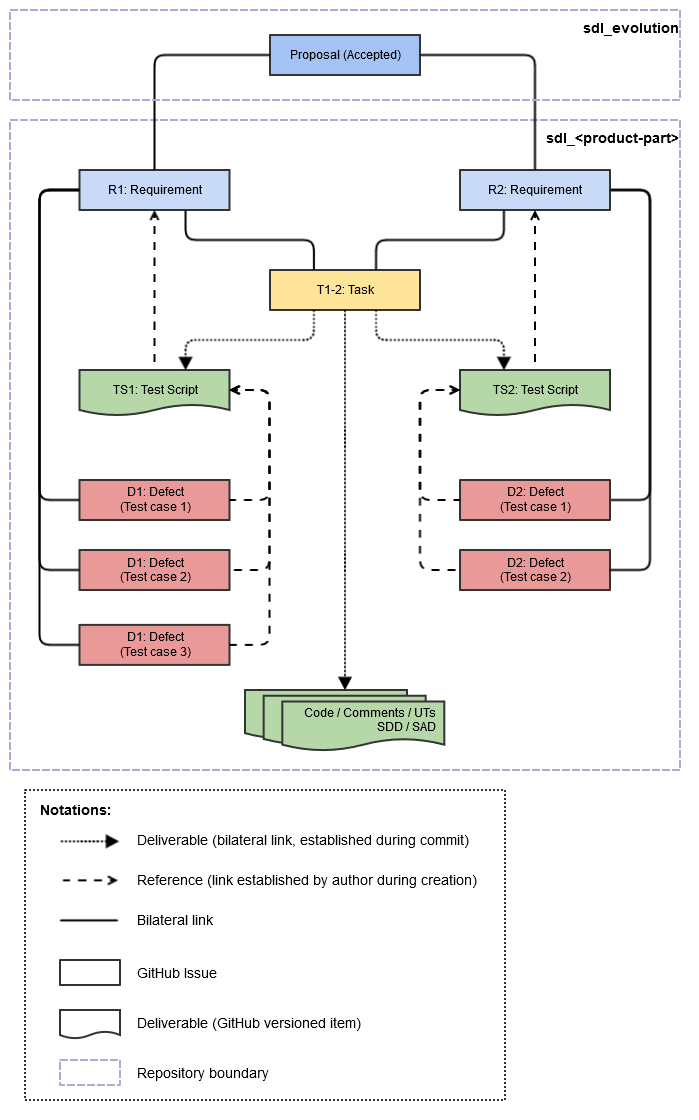 sdl_evolution
Proposal (Accepted)
sdl_<product-part>
R1: Requirement
R2: Requirement
T1-2: Task
TS1: Test Script
TS2: Test Script
D1: Defect
(Test case 1)
D2: Defect
(Test case 1)
D1: Defect
(Test case 2)
D2: Defect
(Test case 2)
D1: Defect
(Test case 3)
Code / Comments / UTs
SDD / SAD
Notations:
Deliverable (bilateral link, established during commit)
Reference (link established by author during creation)
Bilateral link
GitHub Issue
Deliverable (GitHub versioned item)
Repository boundary